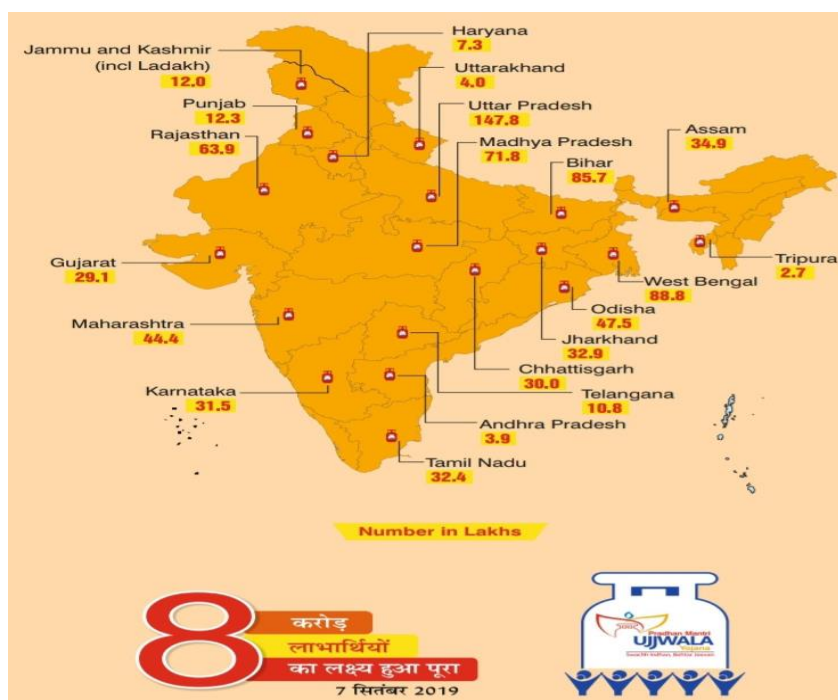 Haryana
7.3
Jammu and Kashmir
(incl Ladakh)
12.0
Uttarakhand
4.0
Punjab
12.3
Uttar Pradesh
147.8
Rajasthan
63.9
Madhya Pradesh
71.8
Assam
34.9
Bihar
85.7
Gujarat
29.1
Tripura
2.7
West Bengal
88.8
Odisha
47.5
Maharashtra
44.4
Jharkhand
32.9
Chhattisgarh
30.0
Karnataka
31.5
Telangana
10.8
Andhra Pradesh
3.9
Tamil Nadu
32.4
Number in Lakhs
8 करोड़
लाभार्थियों
का लक्ष्य हुआ पूरा
7 सितंबर 2019
Pradhan Mantri
UJJWALA
Yojana
Swachh Indhan, Behtar Jeevan